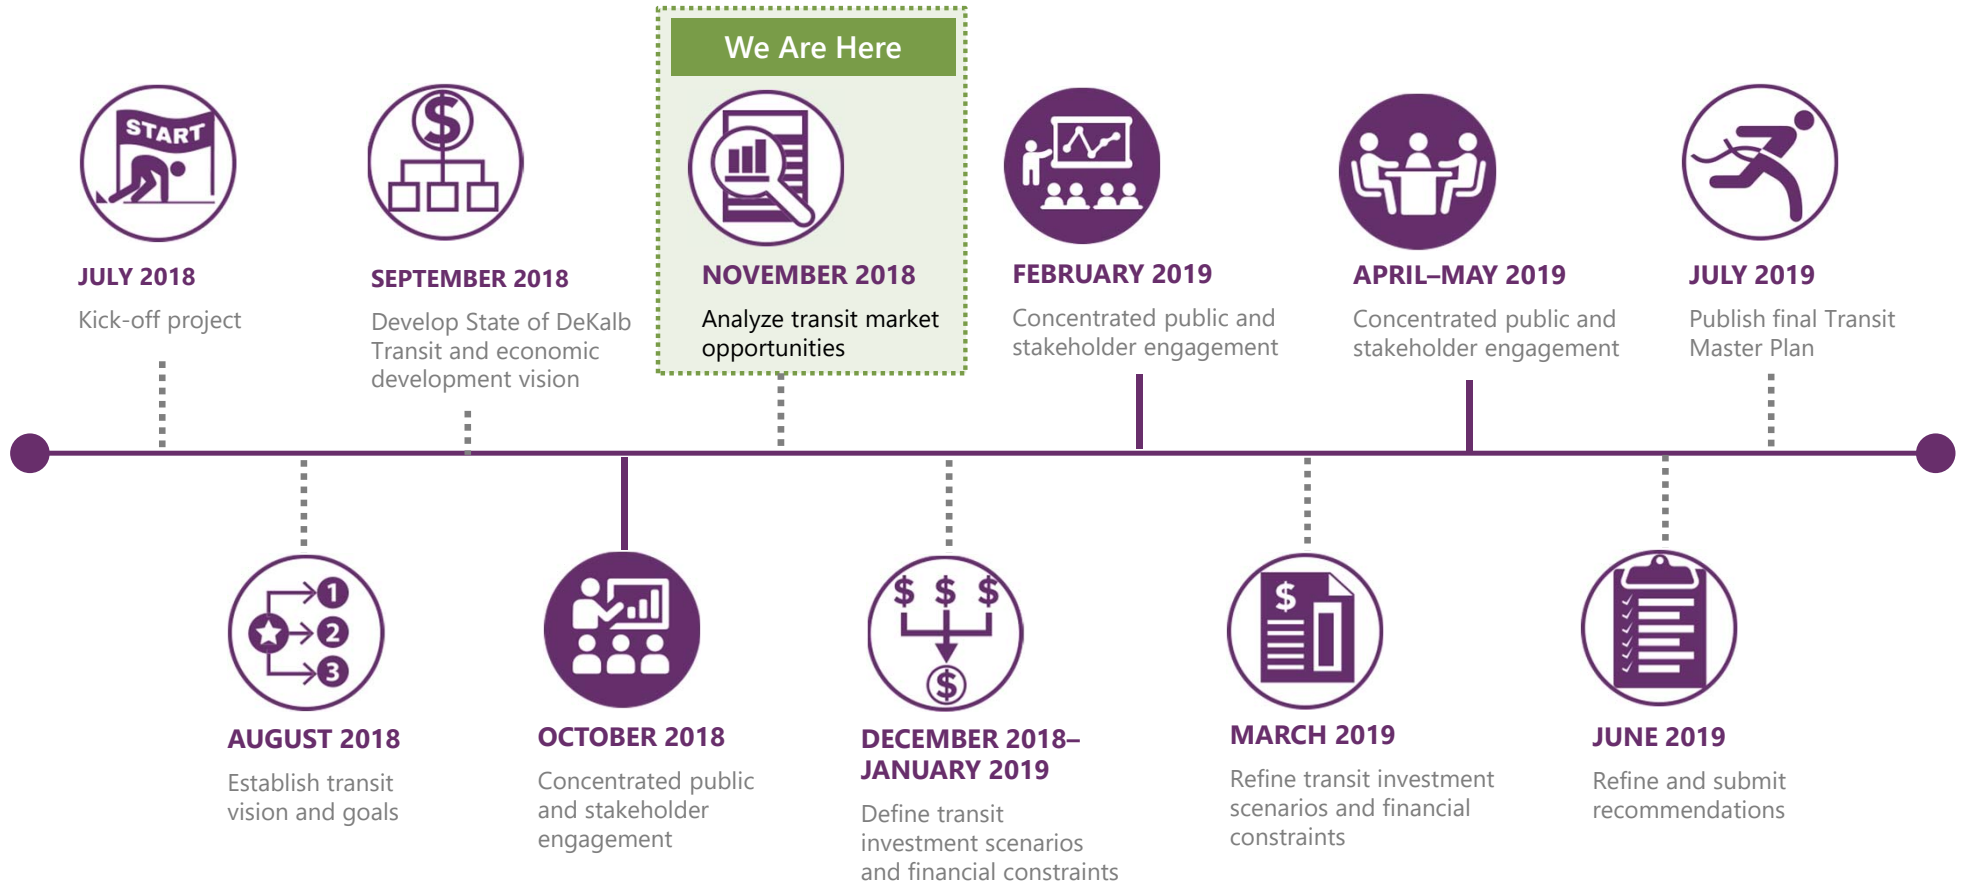 We Are Here
START
JULY 2018
Kick-off project
$
SEPTEMBER 2018
Develop State of DeKalb
Transit and economic
development vision
NOVEMBER 2018
Analyze transit market
opportunities
FEBRUARY 2019
Concentrated public and
stakeholder engagement
APRIL–MAY 2019
Concentrated public and
stakeholder engagement
JULY 2019
Publish final Transit
Master Plan
1
2
3
AUGUST 2018
Establish transit
vision and goals
OCTOBER 2018
Concentrated public
and stakeholder
engagement
$ $ $
$
DECEMBER 2018–
JANUARY 2019
Define transit
investment scenarios
and financial constraints
$
MARCH 2019
Refine transit investment
scenarios and financial
constraints
JUNE 2019
Refine and submit
recommendations